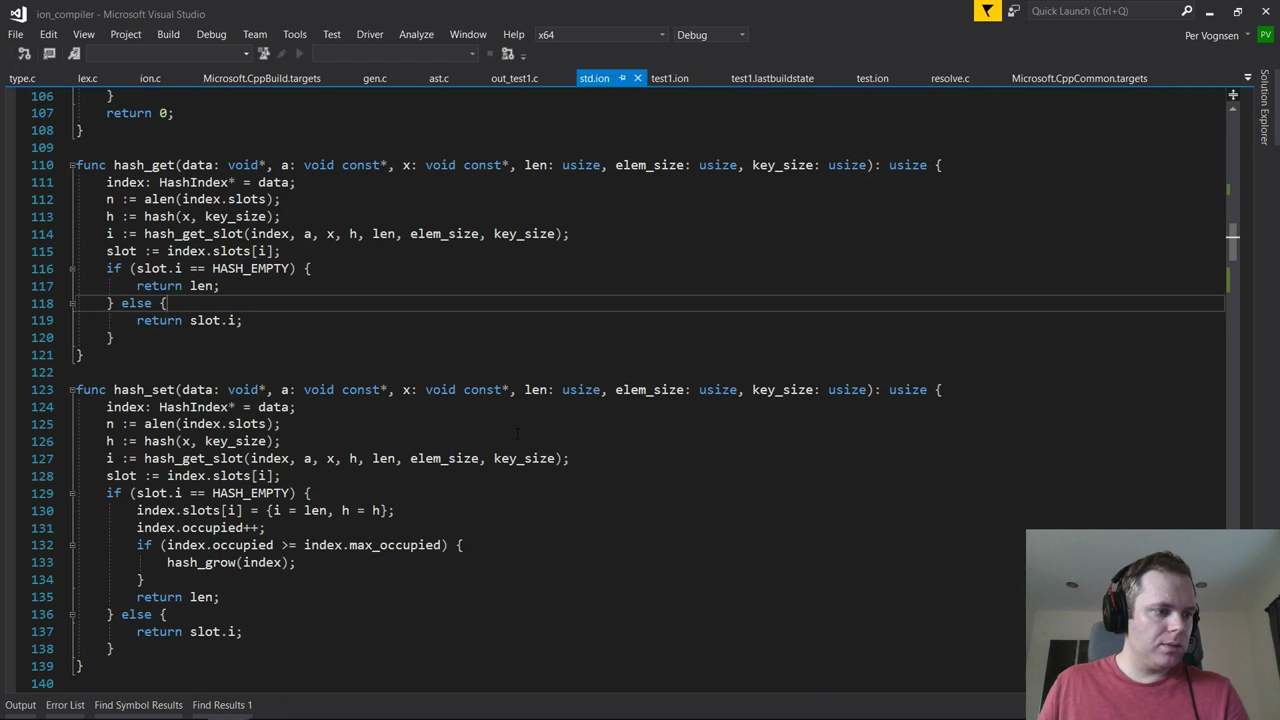 ion_compiler - Microsoft Visual Studio
Quick Launch (Ctrl+Q)
File Edit View Project Build Debug Team Tools Test Driver Analyze Window Help x64 Debug
Per Vognsen PV
type.c lex.c ion.c Microsoft.CppBuild.targets gen.c ast.c out_test1.c std.ion test1.ion test1.lastbuildstate test.ion resolve.c Microsoft.CppCommon.targets
Solution Explorer
106 }
107 return 0;
108 }
109
110 func hash_get(data: void*, a: void const*, x: void const*, len: usize, elem_size: usize, key_size: usize): usize {
111 index: HashIndex* = data;
112 n := alen(index.slots);
113 h := hash(x, key_size);
114 i := hash_get_slot(index, a, x, h, len, elem_size, key_size);
115 slot := index.slots[i];
116 if (slot.i == HASH_EMPTY) {
117 return len;
118 } else {
119 return slot.i;
120 }
121 }
122
123 func hash_set(data: void*, a: void const*, x: void const*, len: usize, elem_size: usize, key_size: usize): usize {
124 index: HashIndex* = data;
125 n := alen(index.slots);
126 h := hash(x, key_size);
127 i := hash_get_slot(index, a, x, h, len, elem_size, key_size);
128 slot := index.slots[i];
129 if (slot.i == HASH_EMPTY) {
130 index.slots[i] = {i = len, h = h};
131 index.occupied++;
132 if (index.occupied >= index.max_occupied) {
133 hash_grow(index);
134 }
135 return len;
136 } else {
137 return slot.i;
138 }
139 }
140
Output Error List Find Symbol Results Find Results 1